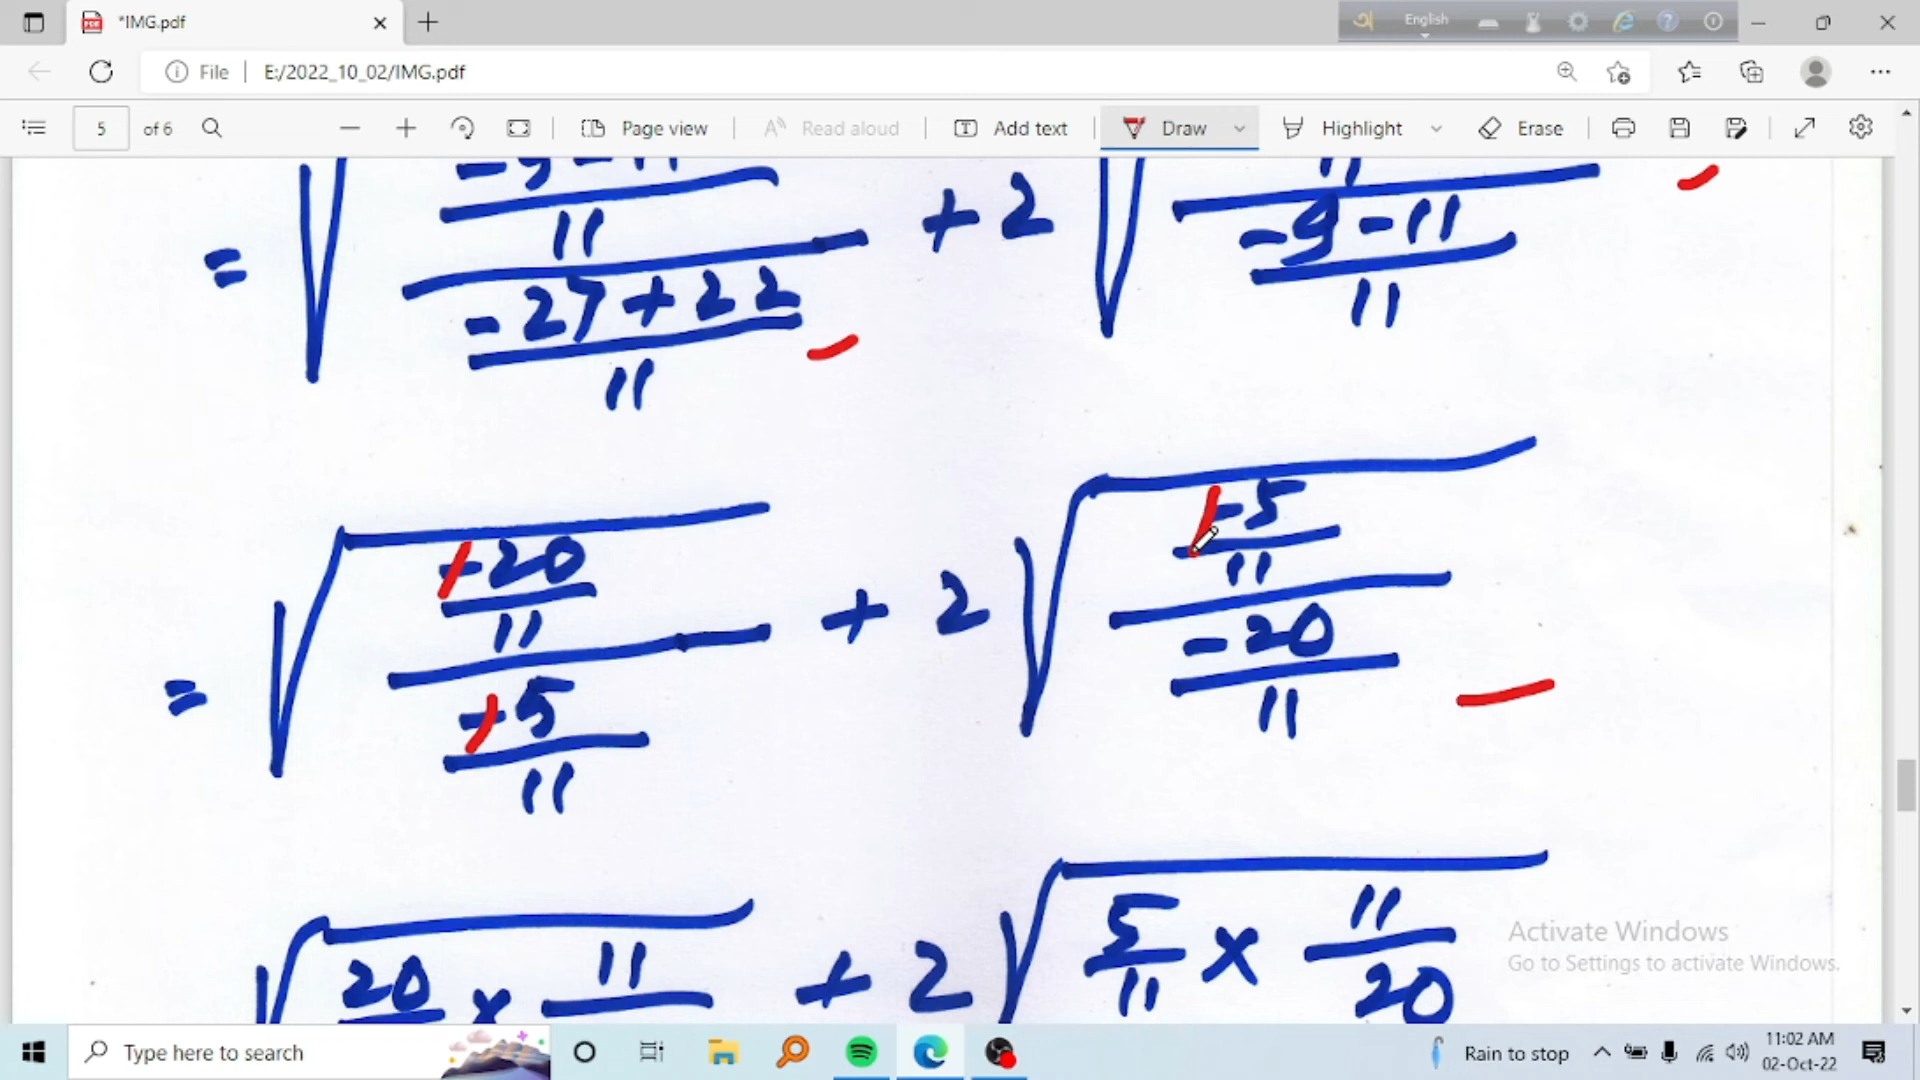 *IMG.pdf
English
File E:/2022_10_02/IMG.pdf
5 of 6 Page view Read aloud Add text Draw Highlight Erase
-9-11
11
= √ 11 + 2 √ -9-11
-27+22 11
11
-20 -5
11 11
= √ -5 + 2 √ -20
11 11
√ 20 × 11 + 2 √ 5/11 × 11/20
Activate Windows
Go to Settings to activate Windows.
Type here to search
Rain to stop
11:02 AM
02-Oct-22